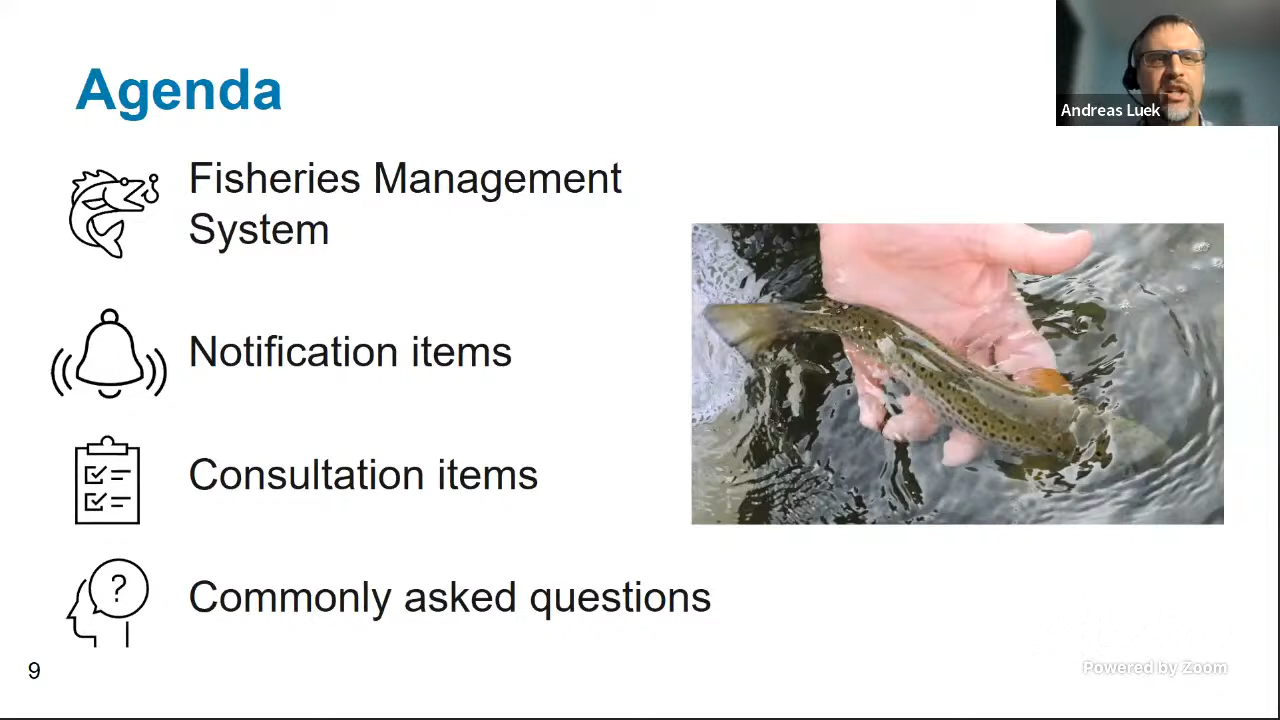 Agenda
Andreas Luek
Fisheries Management
System
Notification items
Consultation items
?
Commonly asked questions
9
Powered by Zoom